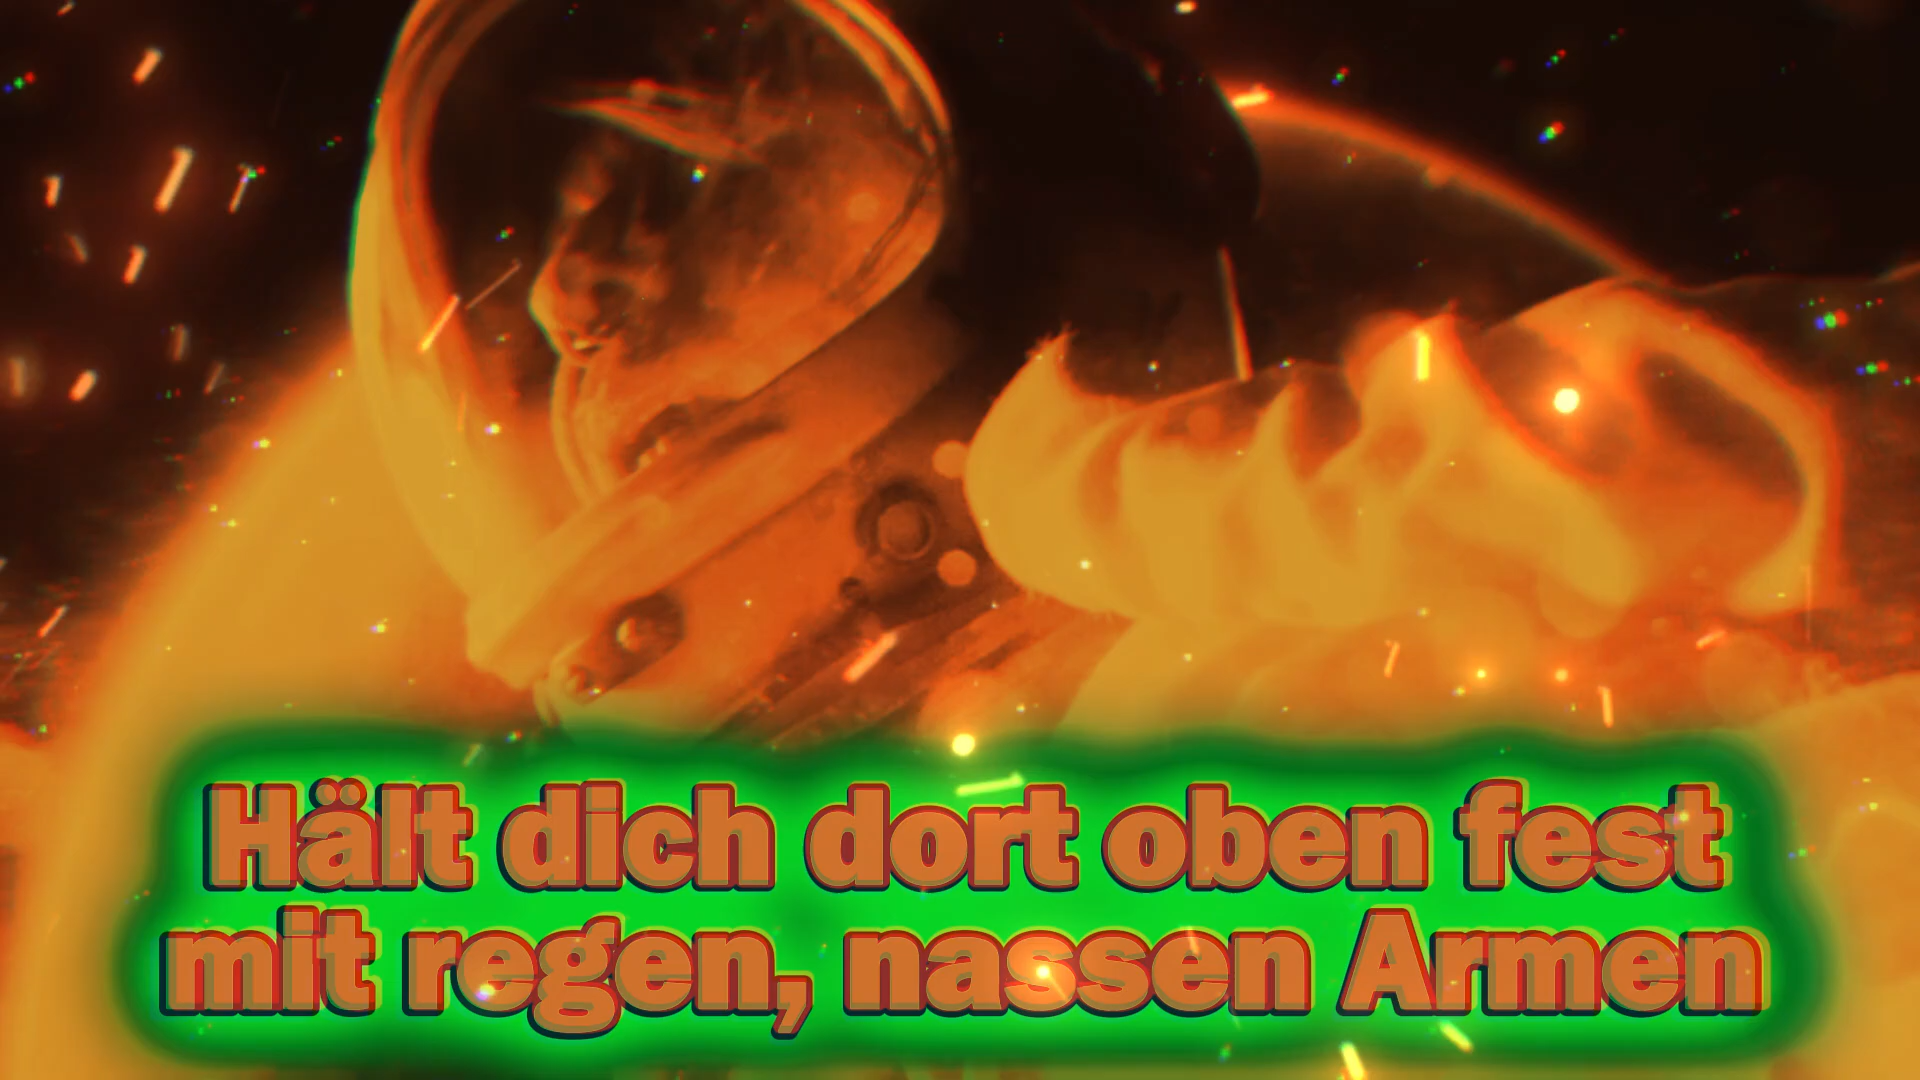 Hält dich dort oben fest
mit regen, nassen Armen